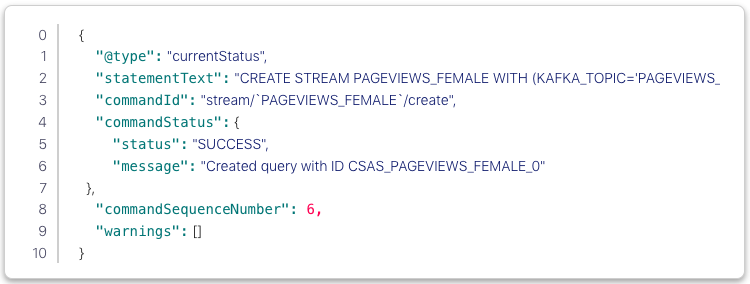 0 {
1 "@type": "currentStatus",
2 "statementText": "CREATE STREAM PAGEVIEWS_FEMALE WITH (KAFKA_TOPIC='PAGEVIEWS_
3 "commandId": "stream/`PAGEVIEWS_FEMALE`/create",
4 "commandStatus": {
5 "status": "SUCCESS",
6 "message": "Created query with ID CSAS_PAGEVIEWS_FEMALE_0"
7 },
8 "commandSequenceNumber": 6,
9 "warnings": []
10 }